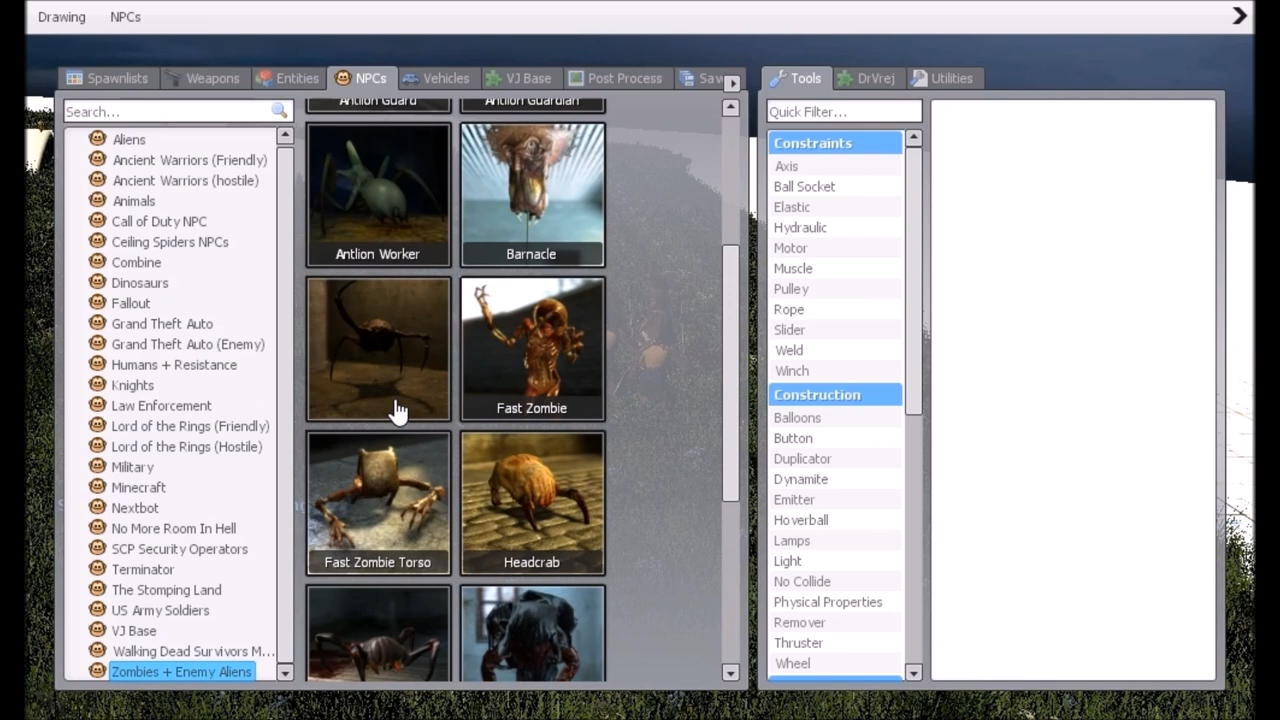 Drawing NPCs
Spawnlists Weapons Entities NPCs Vehicles VJ Base Post Process Sav
Tools DrVrej Utilities
Search...
Aliens
Ancient Warriors (Friendly)
Ancient Warriors (hostile)
Animals
Call of Duty NPC
Ceiling Spiders NPCs
Combine
Dinosaurs
Fallout
Grand Theft Auto
Grand Theft Auto (Enemy)
Humans + Resistance
Knights
Law Enforcement
Lord of the Rings (Friendly)
Lord of the Rings (Hostile)
Military
Minecraft
Nextbot
No More Room In Hell
SCP Security Operators
Terminator
The Stomping Land
US Army Soldiers
VJ Base
Walking Dead Survivors M...
Zombies + Enemy Aliens
Antlion Guard
Antlion Guardian
Antlion Worker
Barnacle
Fast Zombie
Fast Zombie Torso
Headcrab
Quick Filter...
Constraints
Axis
Ball Socket
Elastic
Hydraulic
Motor
Muscle
Pulley
Rope
Slider
Weld
Winch
Construction
Balloons
Button
Duplicator
Dynamite
Emitter
Hoverball
Lamps
Light
No Collide
Physical Properties
Remover
Thruster
Wheel